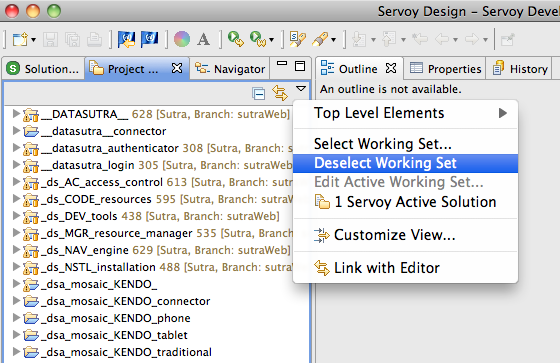 Servoy Design – Servoy Deve
Solution...
Project ...
Navigator
Outline
Properties
History
An outline is not available.
__DATASUTRA__ 628 [Sutra, Branch: sutraWeb]
__datasutra__connector
__datasutra_authenticator 308 [Sutra, Branch: sutraWeb]
__datasutra_login 305 [Sutra, Branch: sutraWeb]
_ds_AC_access_control 613 [Sutra, Branch: sutraWeb]
_ds_CODE_resources 595 [Sutra, Branch: sutraWeb]
_ds_DEV_tools 438 [Sutra, Branch: sutraWeb]
_ds_MGR_resource_manager 535 [Sutra, Branch: sutraWeb]
_ds_NAV_engine 629 [Sutra, Branch: sutraWeb]
_ds_NSTL_installation 488 [Sutra, Branch: sutraWeb]
_dsa_mosaic_KENDO_
_dsa_mosaic_KENDO_connector
_dsa_mosaic_KENDO_phone
_dsa_mosaic_KENDO_tablet
_dsa_mosaic_KENDO_traditional
Top Level Elements
Select Working Set...
Deselect Working Set
Edit Active Working Set...
1 Servoy Active Solution
Customize View...
Link with Editor